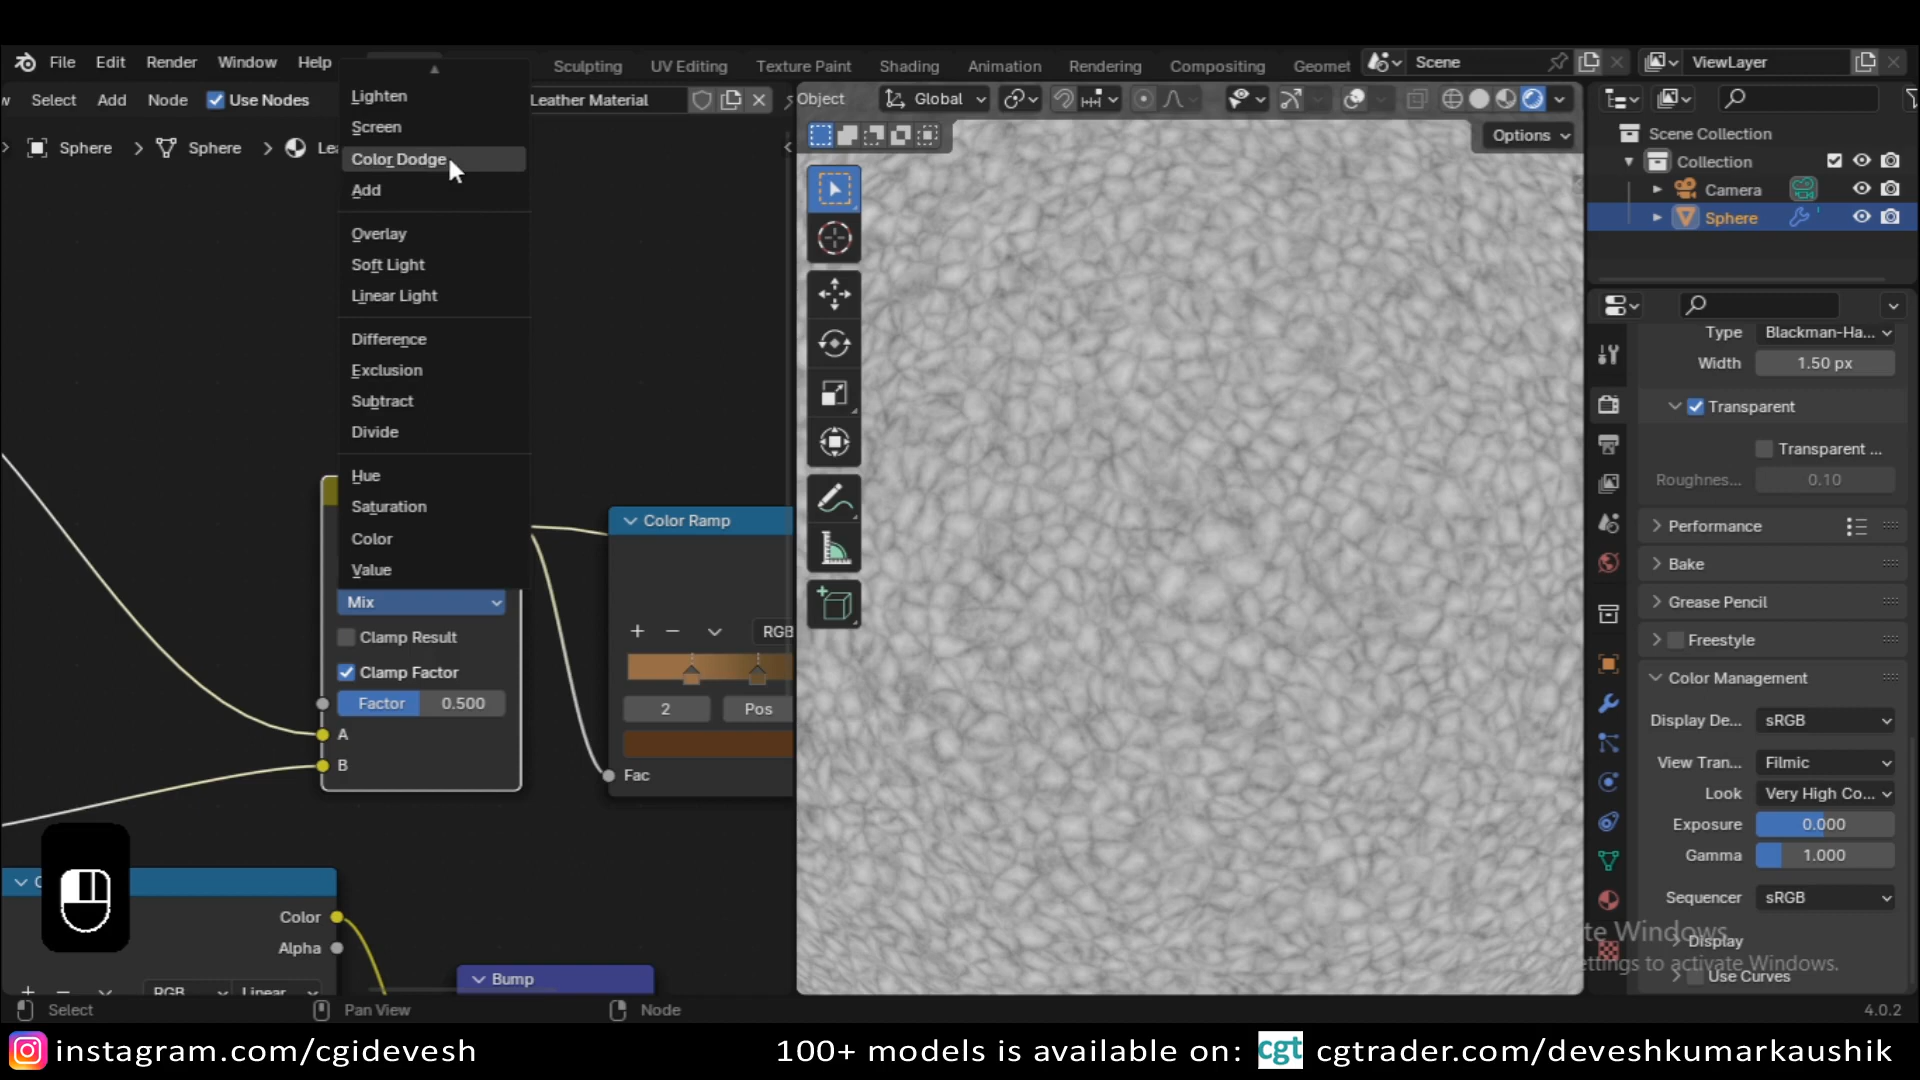 File Edit Render Window Help
Sculpting UV Editing Texture Paint Shading Animation Rendering Compositing Geomet
Scene
ViewLayer
Select Add Node Use Nodes
Leather Material
Object
Global
Sphere Sphere
Lighten
Screen
Color Dodge
Add
Overlay
Soft Light
Linear Light
Difference
Exclusion
Subtract
Divide
Hue
Saturation
Color
Value
Mix
Clamp Result
Clamp Factor
Factor 0.500
A
B
Color Ramp
RGB
2 Pos
Fac
Color
Alpha
RGB Linear
Bump
Options
Scene Collection
Collection
Camera
Sphere
Type Blackman-Ha...
Width 1.50 px
Transparent
Transparent ...
Roughnes... 0.10
Performance
Bake
Grease Pencil
Freestyle
Color Management
Display De... sRGB
View Tran... Filmic
Look Very High Co...
Exposure 0.000
Gamma 1.000
Sequencer sRGB
te Windows
Display
ettings to activate Windows.
Use Curves
Select Pan View Node
4.0.2
instagram.com/cgidevesh
100+ models is available on: cgt cgtrader.com/deveshkumarkaushik